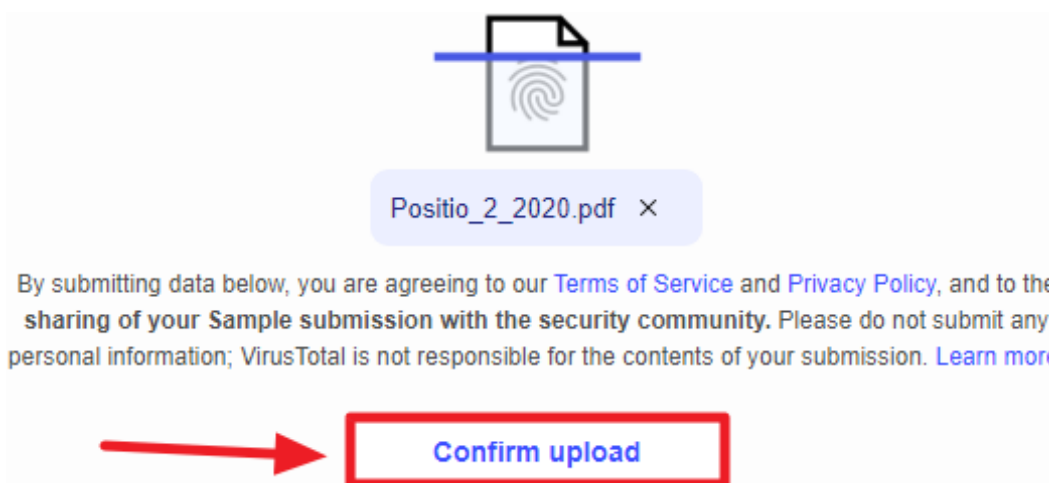 Positio_2_2020.pdf ×
By submitting data below, you are agreeing to our Terms of Service and Privacy Policy, and to the
sharing of your Sample submission with the security community. Please do not submit any
personal information; VirusTotal is not responsible for the contents of your submission. Learn more
Confirm upload